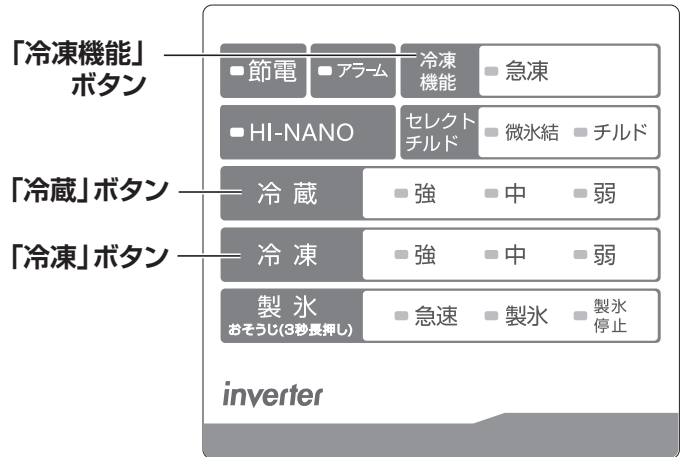 「冷凍機能」
ボタン
節電 アラーム 冷凍
機能 急凍
HI-NANO セレクト
チルド 微氷結 チルド
「冷蔵」ボタン 冷蔵 強 中 弱
「冷凍」ボタン 冷凍 強 中 弱
製氷
おそうじ(3秒長押し) 急速 製氷 製氷
停止
inverter